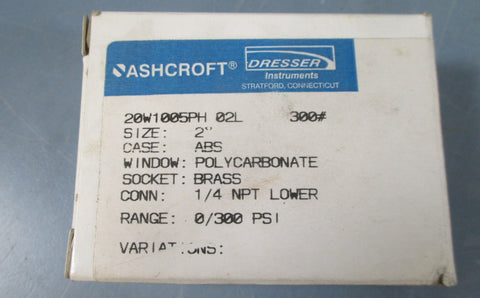 ASHCROFT®
DRESSER
Instruments
STRATFORD, CONNECTICUT
20W1005PH 02L 300#
SIZE: 2"
CASE: ABS
WINDOW: POLYCARBONATE
SOCKET: BRASS
CONN: 1/4 NPT LOWER
RANGE: 0/300 PSI
VARIATIONS: